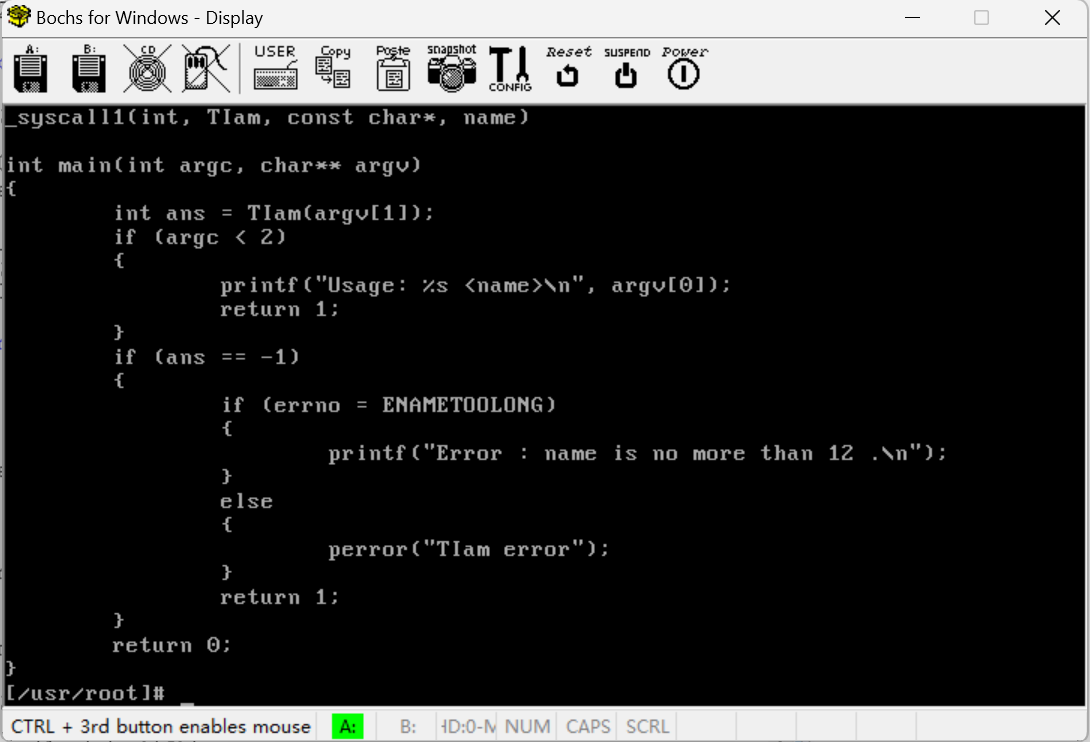 Bochs for Windows - Display
A: B: CD USER Copy Paste snapshot CONFIG Reset SUSPEND Power
_syscall1(int, TIam, const char*, name)
int main(int argc, char** argv)
{
        int ans = TIam(argv[1]);
        if (argc < 2)
        {
                printf("Usage: %s <name>\n", argv[0]);
                return 1;
        }
        if (ans == -1)
        {
                if (errno = ENAMETOOLONG)
                {
                        printf("Error : name is no more than 12 .\n");
                }
                else
                {
                        perror("TIam error");
                }
                return 1;
        }
        return 0;
}
[/usr/root]# _
CTRL + 3rd button enables mouse A: B: HD:0-M NUM CAPS SCRL